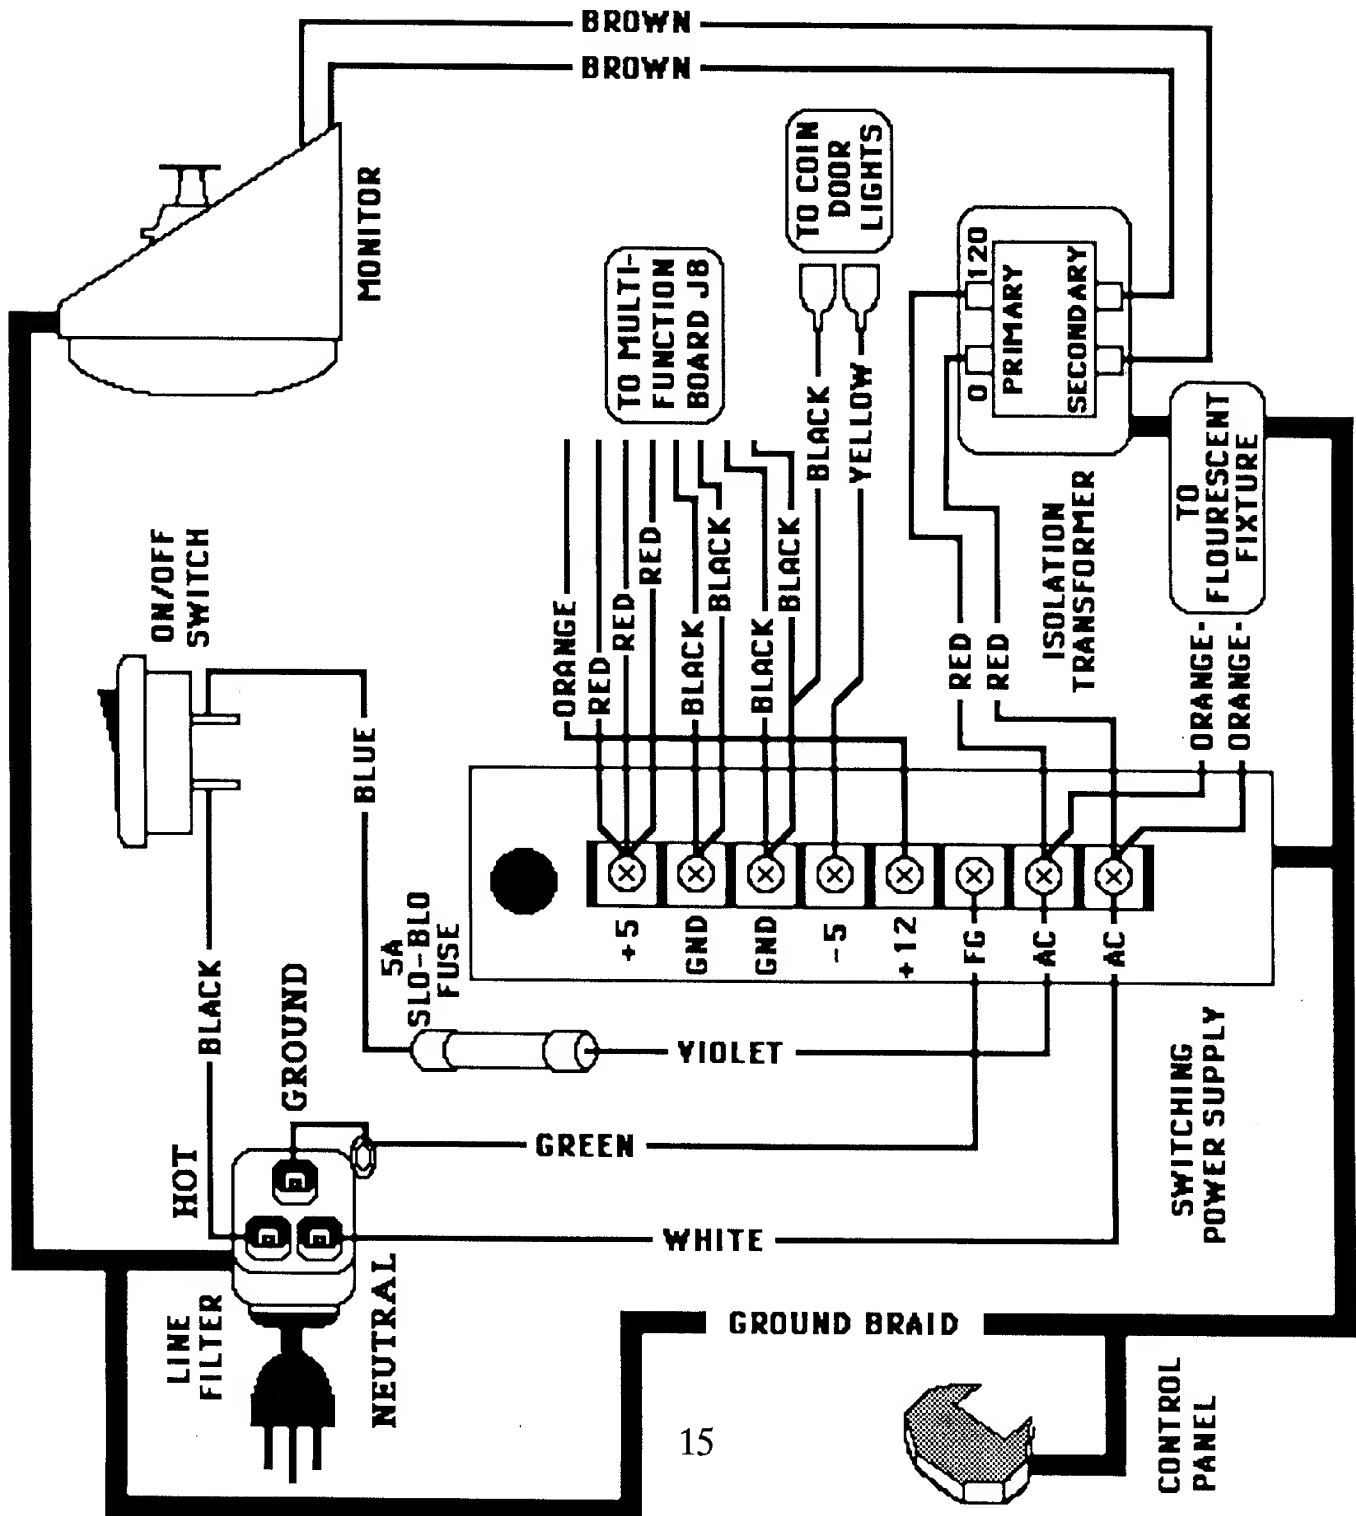 BROWN
BROWN
MONITOR
TO COIN
DOOR
LIGHTS
TO MULTI-
FUNCTION
BOARD J8
120
0
PRIMARY
SECONDARY
BLACK
YELLOW
ISOLATION
TRANSFORMER
TO
FLOURESCENT
FIXTURE
ON/OFF
SWITCH
BLUE
ORANGE
RED
RED
RED
BLACK
BLACK
BLACK
BLACK
RED
RED
ORANGE-
ORANGE-
5A
SLO-BLO
FUSE
+5
GND
GND
-5
+12
FG
AC
AC
BLACK
GROUND
HOT
VIOLET
GREEN
WHITE
SWITCHING
POWER SUPPLY
LINE
FILTER
NEUTRAL
GROUND BRAID
CONTROL
PANEL
15